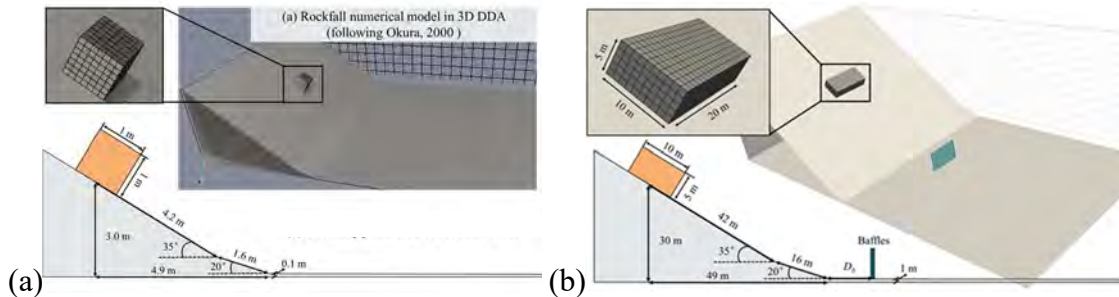 (a) Rockfall numerical model in 3D DDA
(following Okura, 2000 )
1 m
1 m
4.2 m
3.0 m
35°
1.6 m
20°
0.1 m
4.9 m
(a)
5 m
10 m
20 m
10 m
5 m
42 m
30 m
35°
16 m
20°
Baffles
49 m
1 m
(b)